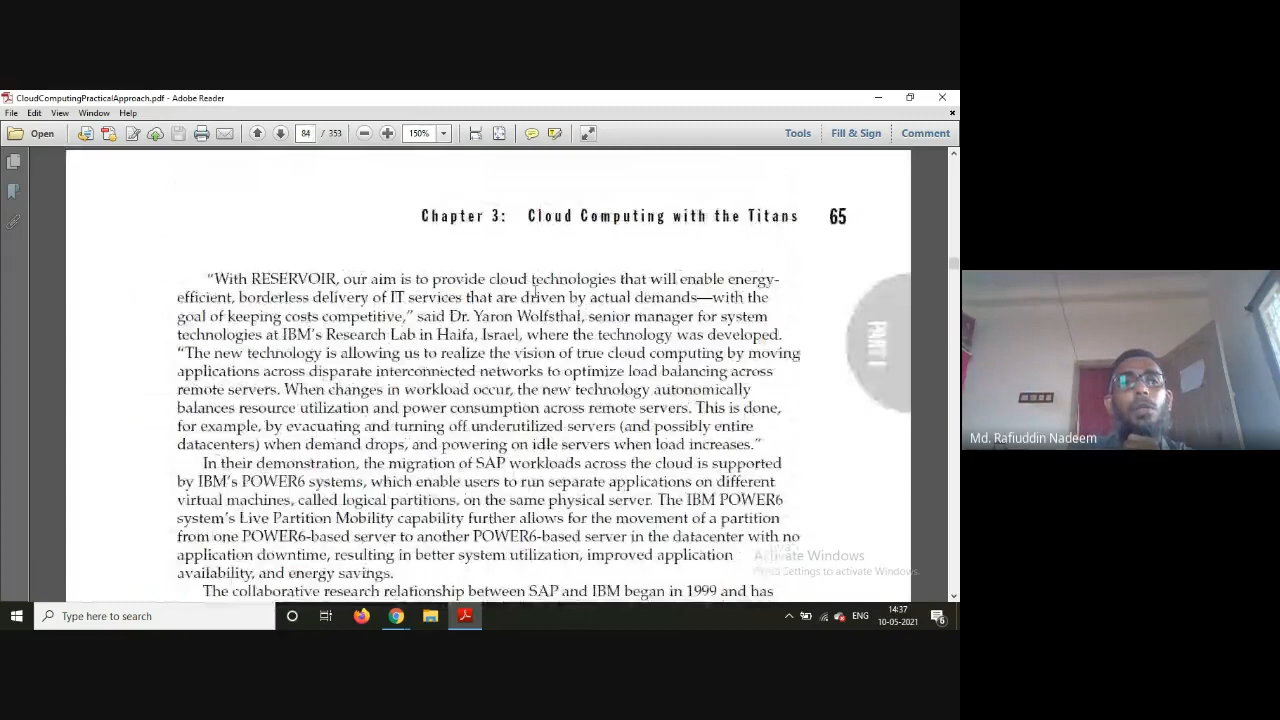 CloudComputingPracticalApproach.pdf - Adobe Reader
File Edit View Window Help
Open 84 / 353 150% Tools Fill & Sign Comment
Chapter 3: Cloud Computing with the Titans 65
“With RESERVOIR, our aim is to provide cloud technologies that will enable energy-
efficient, borderless delivery of IT services that are driven by actual demands—with the
goal of keeping costs competitive,” said Dr. Yaron Wolfsthal, senior manager for system
technologies at IBM's Research Lab in Haifa, Israel, where the technology was developed.
“The new technology is allowing us to realize the vision of true cloud computing by moving
applications across disparate interconnected networks to optimize load balancing across
remote servers. When changes in workload occur, the new technology autonomically
balances resource utilization and power consumption across remote servers. This is done,
for example, by evacuating and turning off underutilized servers (and possibly entire
datacenters) when demand drops, and powering on idle servers when load increases.”
In their demonstration, the migration of SAP workloads across the cloud is supported
by IBM's POWER6 systems, which enable users to run separate applications on different
virtual machines, called logical partitions, on the same physical server. The IBM POWER6
system's Live Partition Mobility capability further allows for the movement of a partition
from one POWER6-based server to another POWER6-based server in the datacenter with no
application downtime, resulting in better system utilization, improved application
availability, and energy savings.
The collaborative research relationship between SAP and IBM began in 1999 and has
PART I
Activate Windows
Settings to activate Windows.
Md. Rafiuddin Nadeem
Type here to search
ENG
14:37
10-05-2021
6